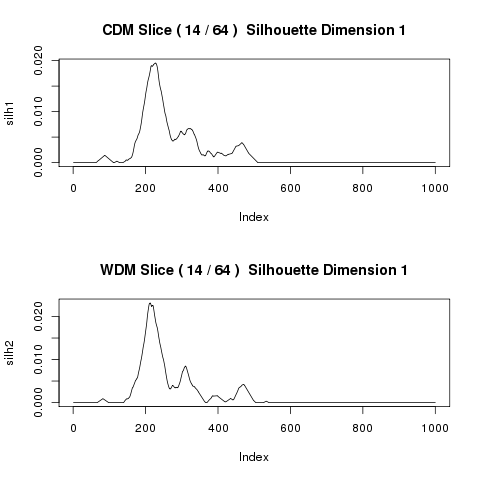 CDM Slice ( 14 / 64 )  Silhouette Dimension 1
silh1
0.020
0.010
0.000
0 200 400 600 800 1000
Index
WDM Slice ( 14 / 64 )  Silhouette Dimension 1
silh2
0.020
0.010
0.000
0 200 400 600 800 1000
Index